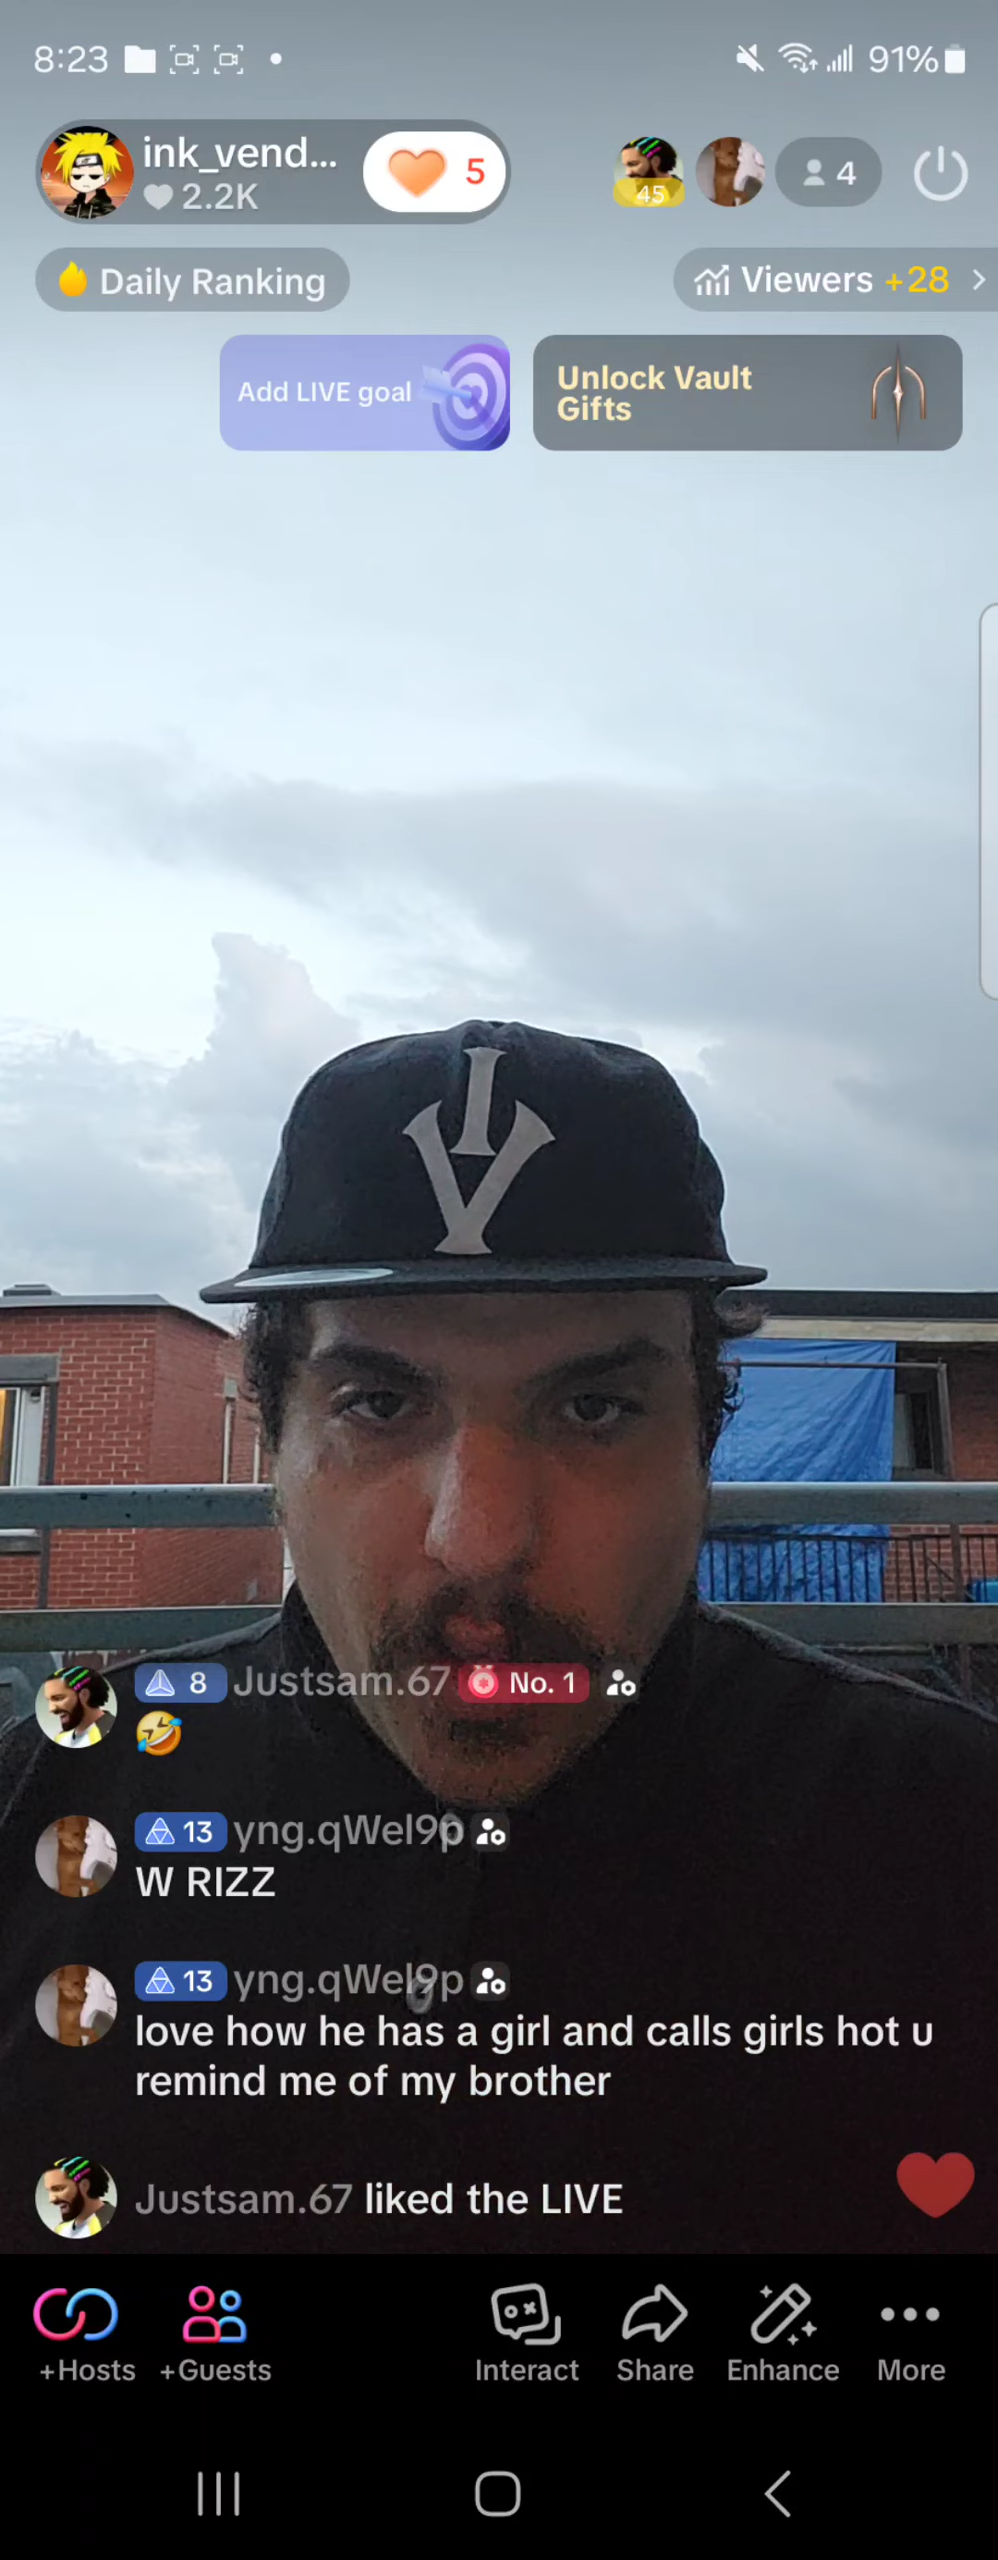 8:23
91%
ink_vend...
5
2.2K
45
4
Daily Ranking
Viewers +28 >
Add LIVE goal
Unlock Vault
Gifts
IV
8 Justsam.67 No. 1
🤣
13 yng.qWel9p
W RIZZ
13 yng.qWel9p
love how he has a girl and calls girls hot u
remind me of my brother
Justsam.67 liked the LIVE
+Hosts
+Guests
Interact
Share
Enhance
More